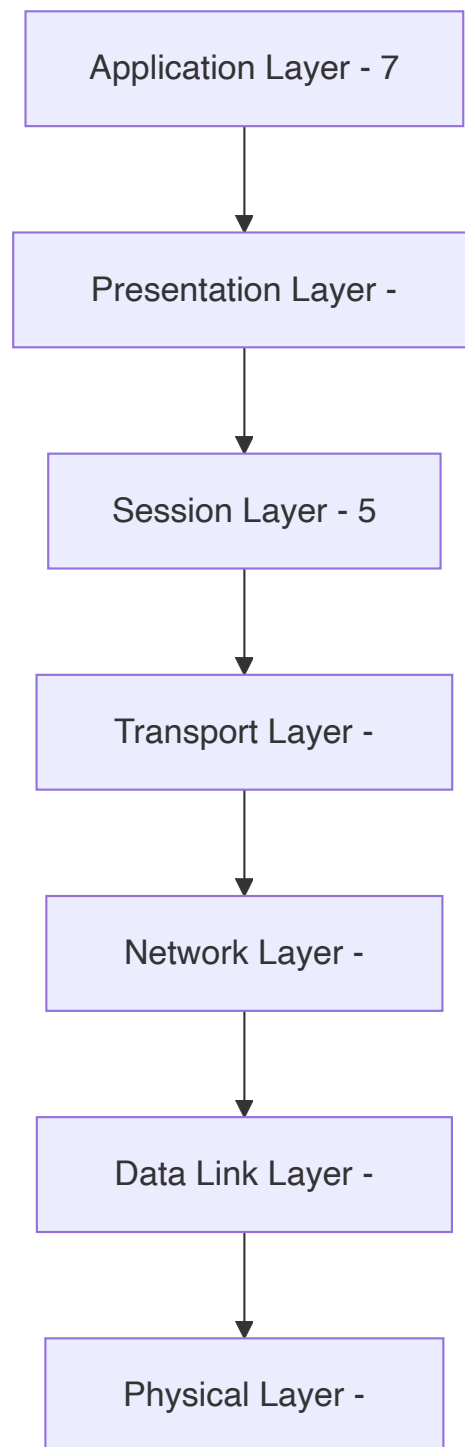 Application Layer - 7
Presentation Layer -
Session Layer - 5
Transport Layer -
Network Layer -
Data Link Layer -
Physical Layer -